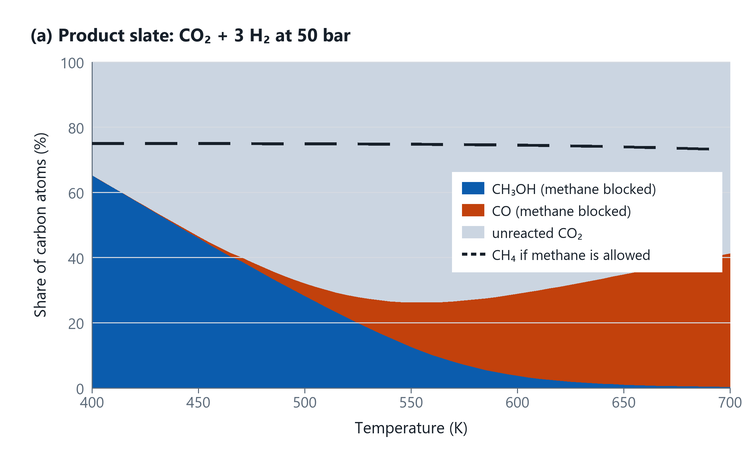 (a) Product slate: CO₂ + 3 H₂ at 50 bar
100
80
60
40
20
0
Share of carbon atoms (%)
CH₃OH (methane blocked)
CO (methane blocked)
unreacted CO₂
CH₄ if methane is allowed
400 450 500 550 600 650 700
Temperature (K)